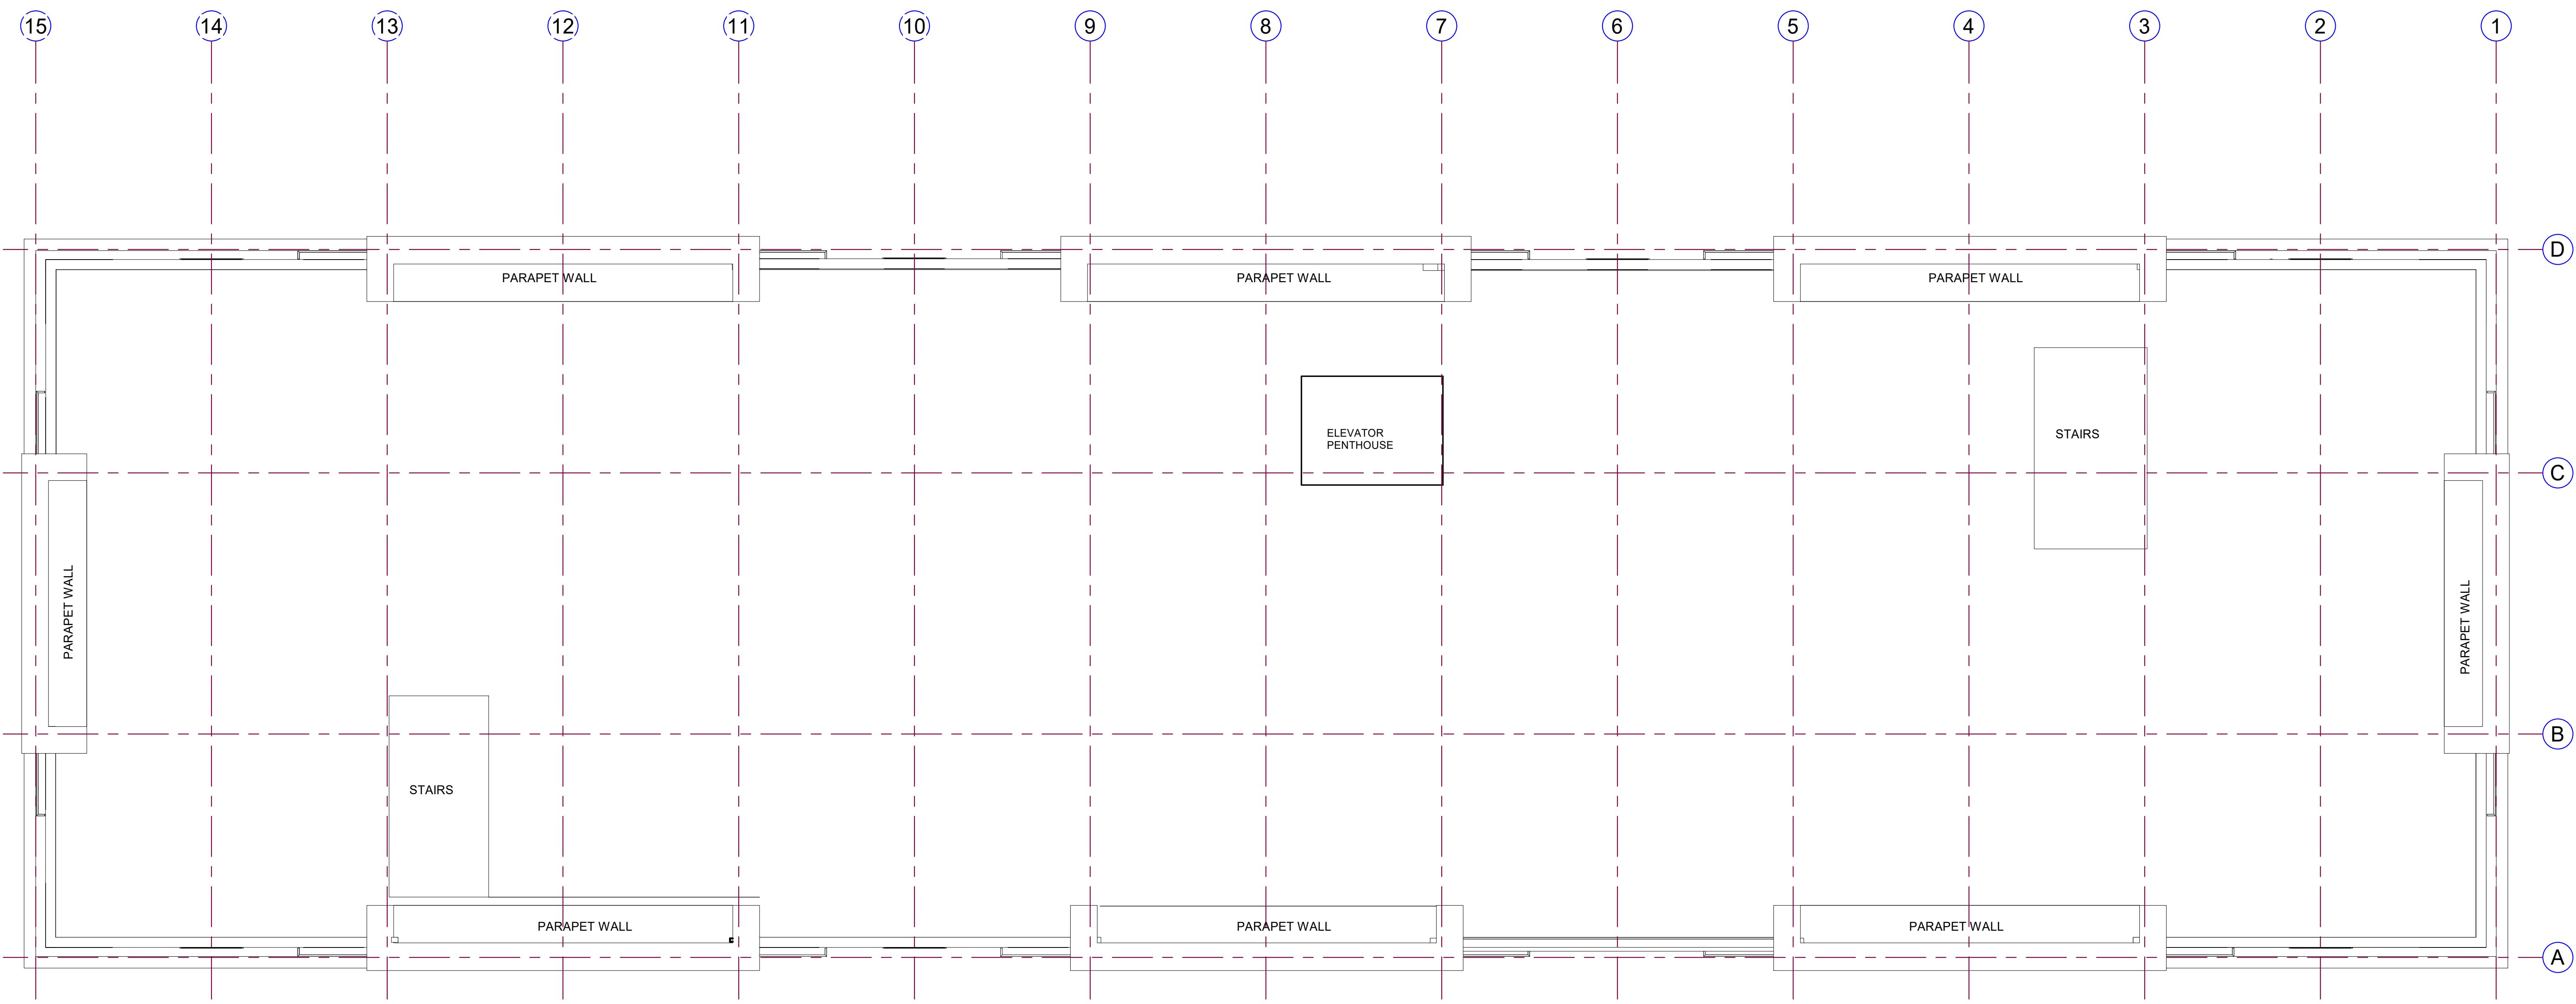 15 14 13 12 11 10 9 8 7 6 5 4 3 2 1
D
PARAPET WALL PARAPET WALL PARAPET WALL
ELEVATOR
PENTHOUSE
STAIRS
C
PARAPET WALL
PARAPET WALL
B
STAIRS
PARAPET WALL PARAPET WALL PARAPET WALL
A